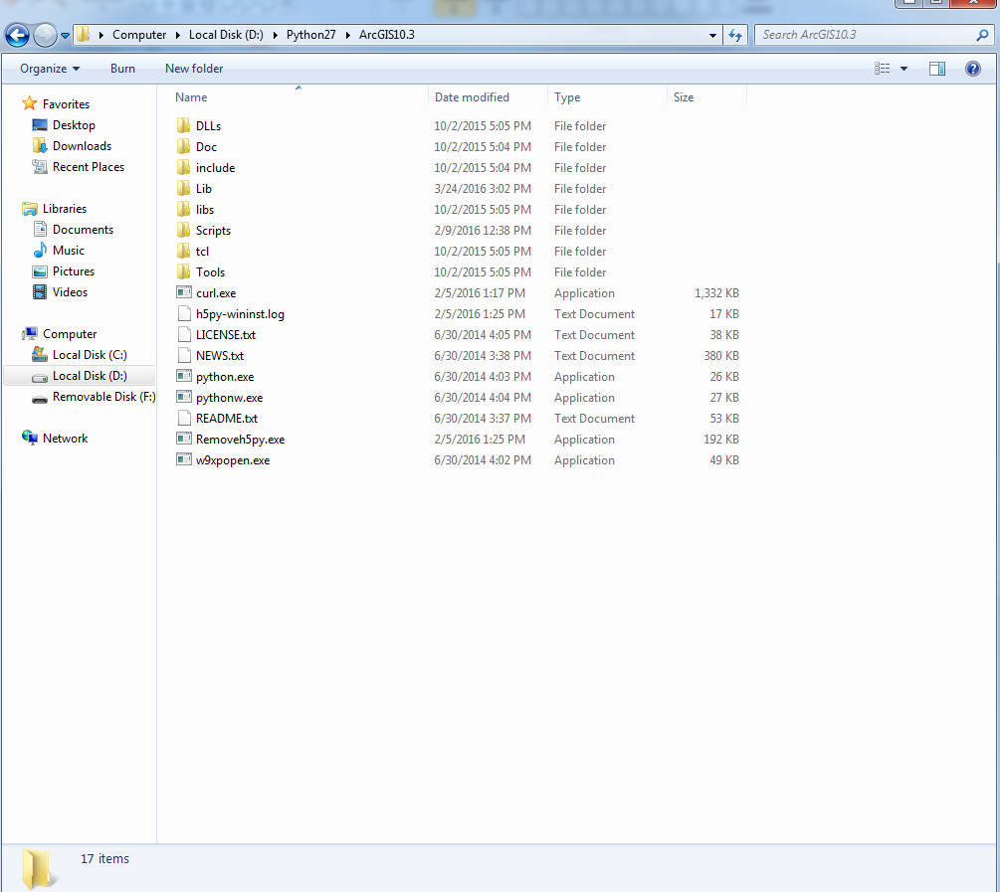 Computer Local Disk (D:) Python27 ArcGIS10.3 Search ArcGIS10.3
Organize Burn New folder
Favorites
Desktop
Downloads
Recent Places
Libraries
Documents
Music
Pictures
Videos
Computer
Local Disk (C:)
Local Disk (D:)
Removable Disk (F:)
Network
Name Date modified Type Size
DLLs 10/2/2015 5:05 PM File folder
Doc 10/2/2015 5:04 PM File folder
include 10/2/2015 5:04 PM File folder
Lib 3/24/2016 3:02 PM File folder
libs 10/2/2015 5:05 PM File folder
Scripts 2/9/2016 12:38 PM File folder
tcl 10/2/2015 5:05 PM File folder
Tools 10/2/2015 5:05 PM File folder
curl.exe 2/5/2016 1:17 PM Application 1,332 KB
h5py-wininst.log 2/5/2016 1:25 PM Text Document 17 KB
LICENSE.txt 6/30/2014 4:05 PM Text Document 38 KB
NEWS.txt 6/30/2014 3:38 PM Text Document 380 KB
python.exe 6/30/2014 4:03 PM Application 26 KB
pythonw.exe 6/30/2014 4:04 PM Application 27 KB
README.txt 6/30/2014 3:37 PM Text Document 53 KB
Removeh5py.exe 2/5/2016 1:25 PM Application 192 KB
w9xpopen.exe 6/30/2014 4:02 PM Application 49 KB
17 items